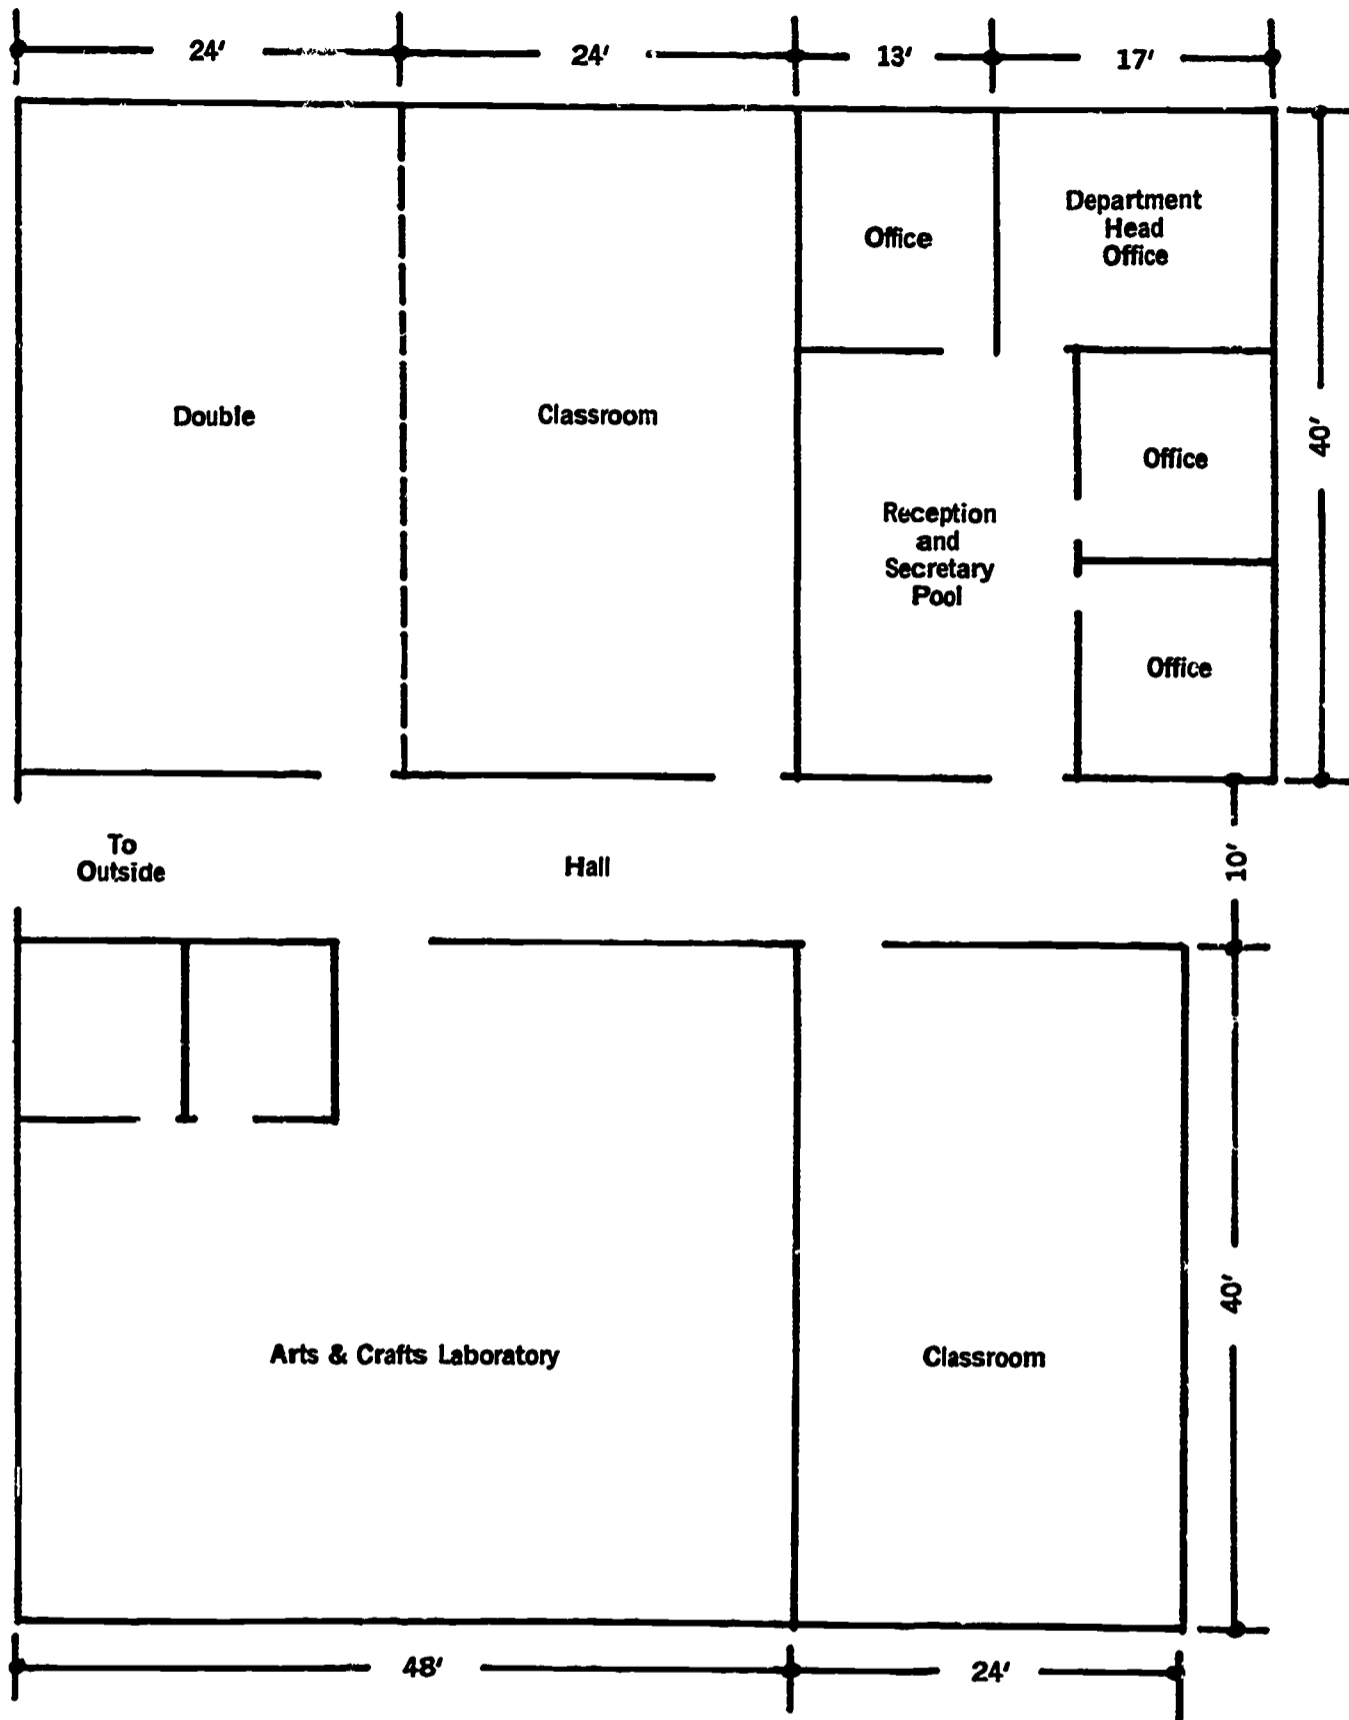 24'
24'
13'
17'
Office
Department
Head
Office
Double
Classroom
40'
Office
Reception
and
Secretary
Pool
Office
To
Outside
Hall
10'
40'
Arts & Crafts Laboratory
Classroom
48'
24'